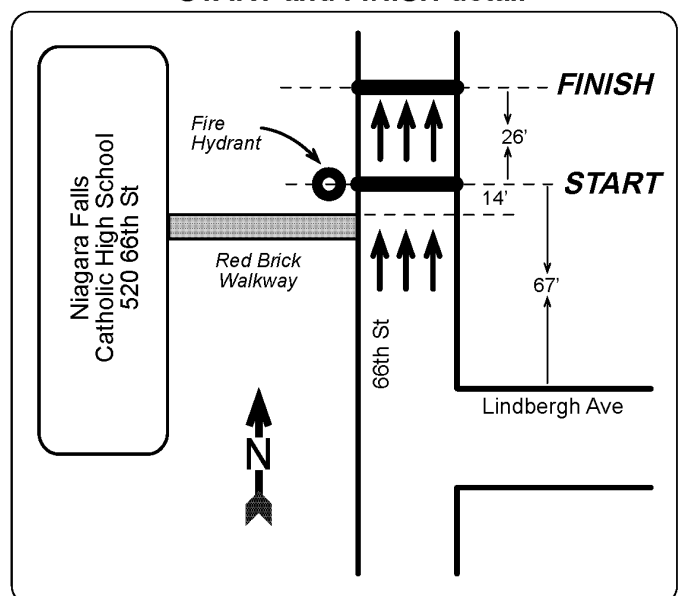 START and FINISH detail
FINISH
Fire
Hydrant
26'
START
14'
Niagara Falls
Catholic High School
520 66th St
Red Brick
Walkway
67'
66th St
Lindbergh Ave
N